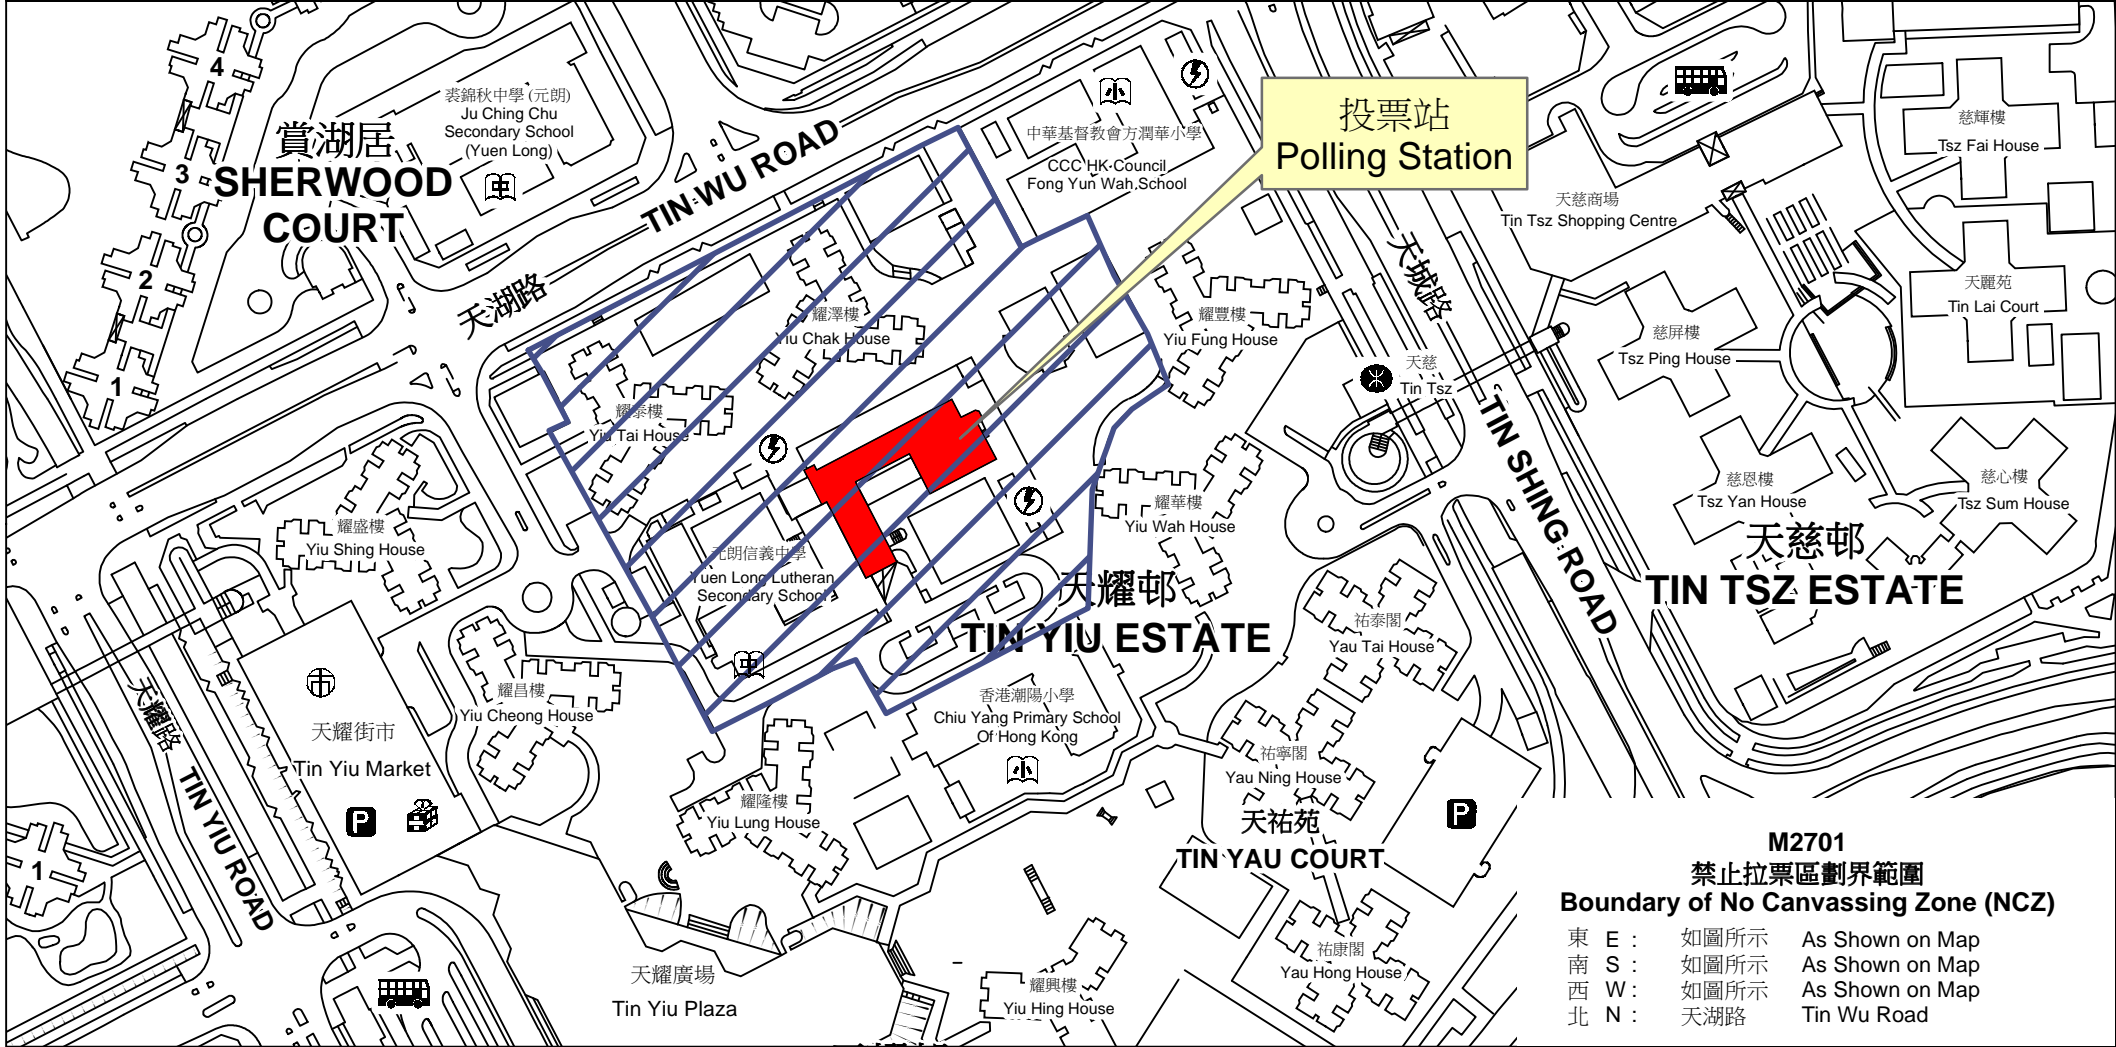 4
裘錦秋中學 (元朗)
Ju Ching Chu
Secondary School
(Yuen Long)
中
賞湖居
SHERWOOD
COURT
3
2
1
TIN WU ROAD
天湖路
小
中華基督教會方潤華小學
CCC HK Council
Fong Yun Wah School
投票站
Polling Station
慈輝樓
Tsz Fai House
天慈商場
Tin Tsz Shopping Centre
天麗苑
Tin Lai Court
慈屏樓
Tsz Ping House
天城路
天慈
Tin Tsz
TIN SHING ROAD
耀豐樓
Yiu Fung House
耀澤樓
Yiu Chak House
耀泰樓
Yiu Tai House
耀盛樓
Yiu Shing House
元朗信義中學
Yuen Long Lutheran
Secondary School
中
耀華樓
Yiu Wah House
慈恩樓
Tsz Yan House
慈心樓
Tsz Sum House
天慈邨
TIN TSZ ESTATE
天耀邨
TIN YIU ESTATE
祐泰閣
Yau Tai House
市
天耀街市
Tin Yiu Market
P
天耀路
TIN YIU ROAD
1
耀昌樓
Yiu Cheong House
耀隆樓
Yiu Lung House
香港潮陽小學
Chiu Yang Primary School
Of Hong Kong
小
祐寧閣
Yau Ning House
天祐苑
TIN YAU COURT
P
祐康閣
Yau Hong House
天耀廣場
Tin Yiu Plaza
耀興樓
Yiu Hing House
M2701
禁止拉票區劃界範圍
Boundary of No Canvassing Zone (NCZ)
東 E : 如圖所示 As Shown on Map
南 S : 如圖所示 As Shown on Map
西 W : 如圖所示 As Shown on Map
北 N : 天湖路 Tin Wu Road